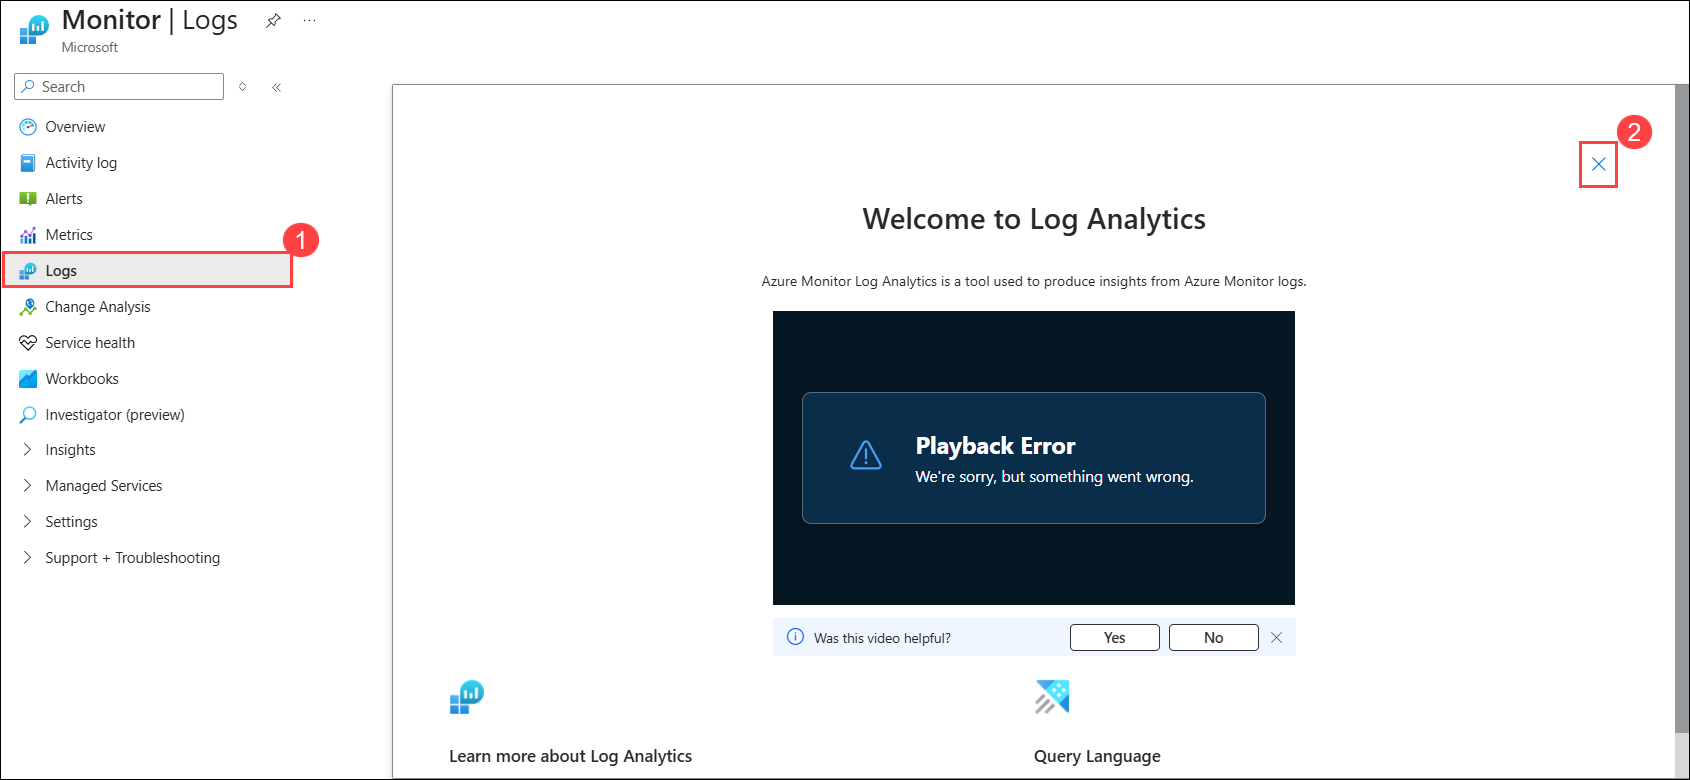 Monitor | Logs
Microsoft
Search
Overview
Activity log
Alerts
Metrics
1
Logs
Change Analysis
Service health
Workbooks
Investigator (preview)
Insights
Managed Services
Settings
Support + Troubleshooting
2
Welcome to Log Analytics
Azure Monitor Log Analytics is a tool used to produce insights from Azure Monitor logs.
Playback Error
We're sorry, but something went wrong.
Was this video helpful? Yes No
Learn more about Log Analytics
Query Language